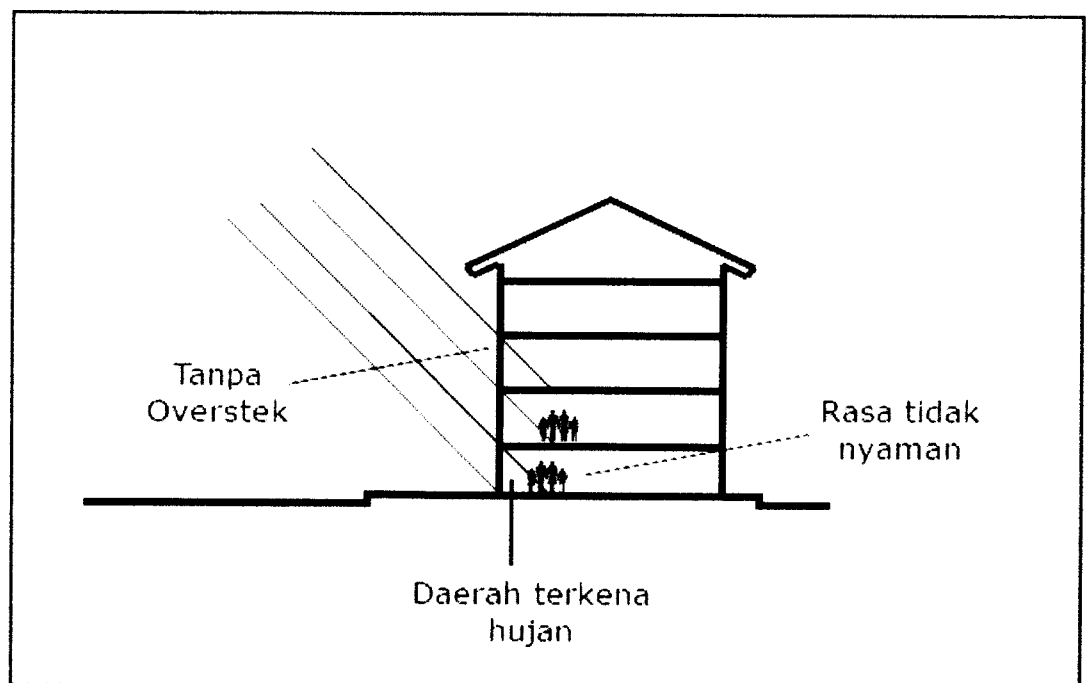 Tanpa
Overstek
Rasa tidak
nyaman
Daerah terkena
hujan